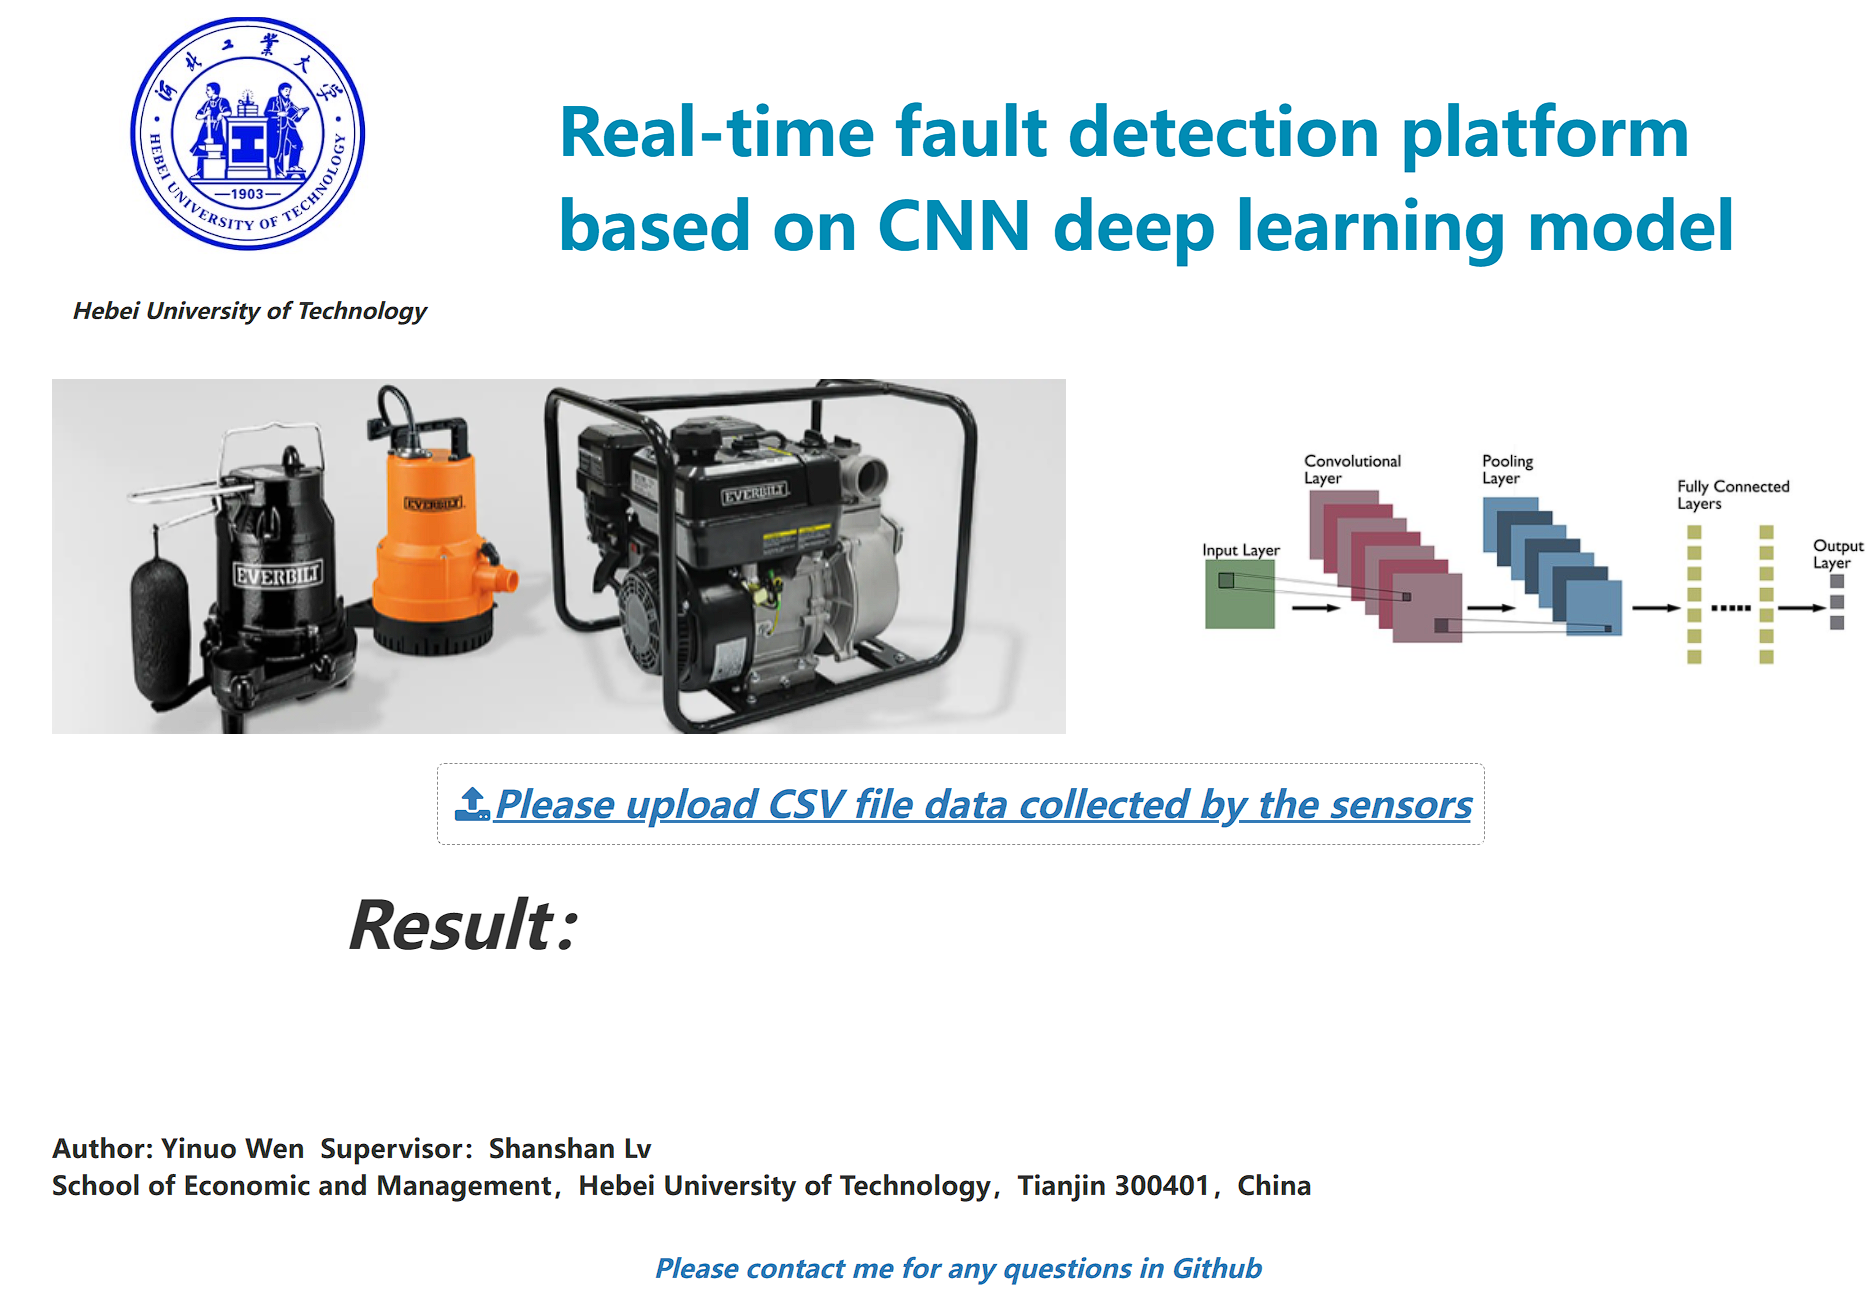 河北工業大学
HEBEI UNIVERSITY OF TECHNOLOGY
1903
Real-time fault detection platform
based on CNN deep learning model
Hebei University of Technology
EVERBILT
EVERBILT
EVERBILT
Convolutional
Layer
Pooling
Layer
Fully Connected
Layers
Input Layer
Output
Layer
Please upload CSV file data collected by the sensors
Result：
Author: Yinuo Wen  Supervisor：Shanshan Lv
School of Economic and Management，Hebei University of Technology，Tianjin 300401，China
Please contact me for any questions in Github